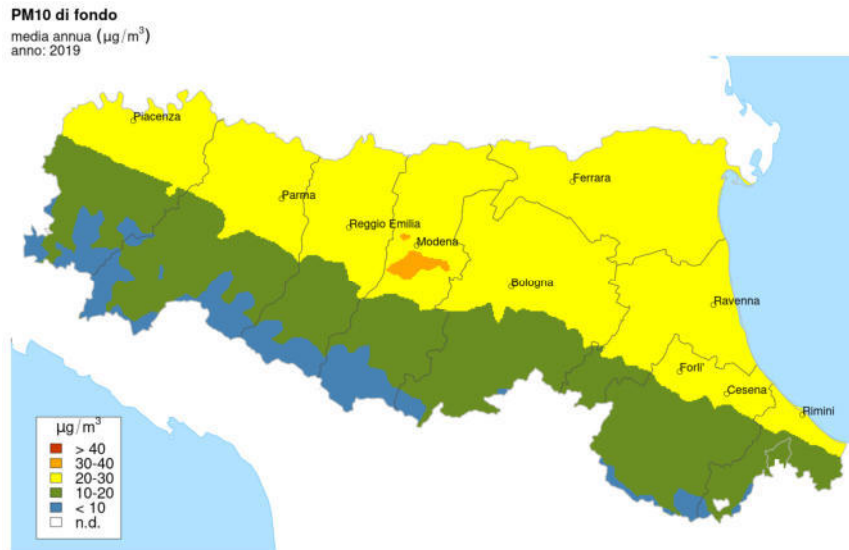 PM10 di fondo
media annua (µg/m³)
anno: 2019
Piacenza
Parma
Reggio Emilia
Modena
Ferrara
Bologna
Ravenna
Forli'
Cesena
Rimini
µg/m³
> 40
30-40
20-30
10-20
< 10
n.d.